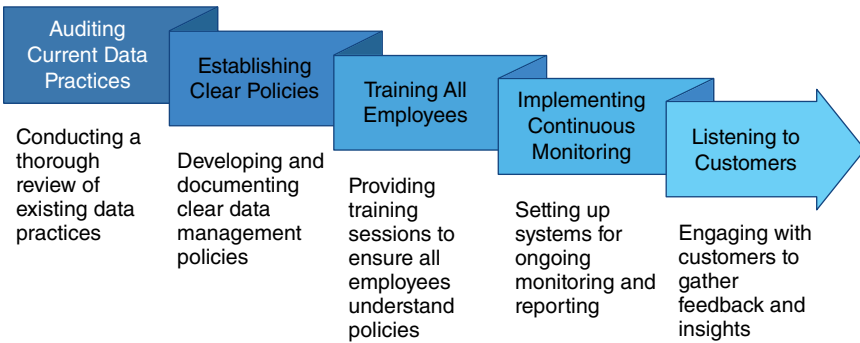 Auditing
Current Data
Practices
Conducting a
thorough
review of
existing data
practices
Establishing
Clear Policies
Developing and
documenting
clear data
management
policies
Training All
Employees
Providing
training
sessions to
ensure all
employees
understand
policies
Implementing
Continuous
Monitoring
Setting up
systems for
ongoing
monitoring and
reporting
Listening to
Customers
Engaging with
customers to
gather
feedback and
insights